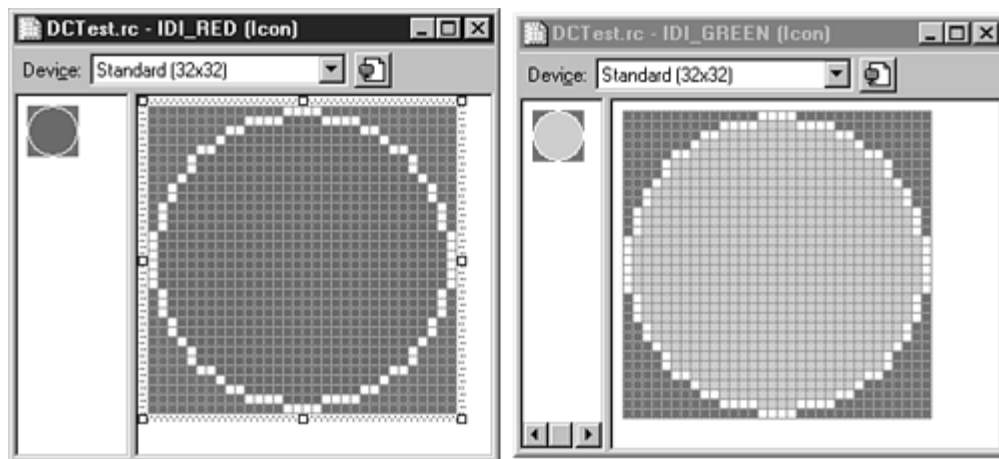 DCTest.rc - IDI_RED (Icon)
Device: Standard (32x32)
DCTest.rc - IDI_GREEN (Icon)
Device: Standard (32x32)